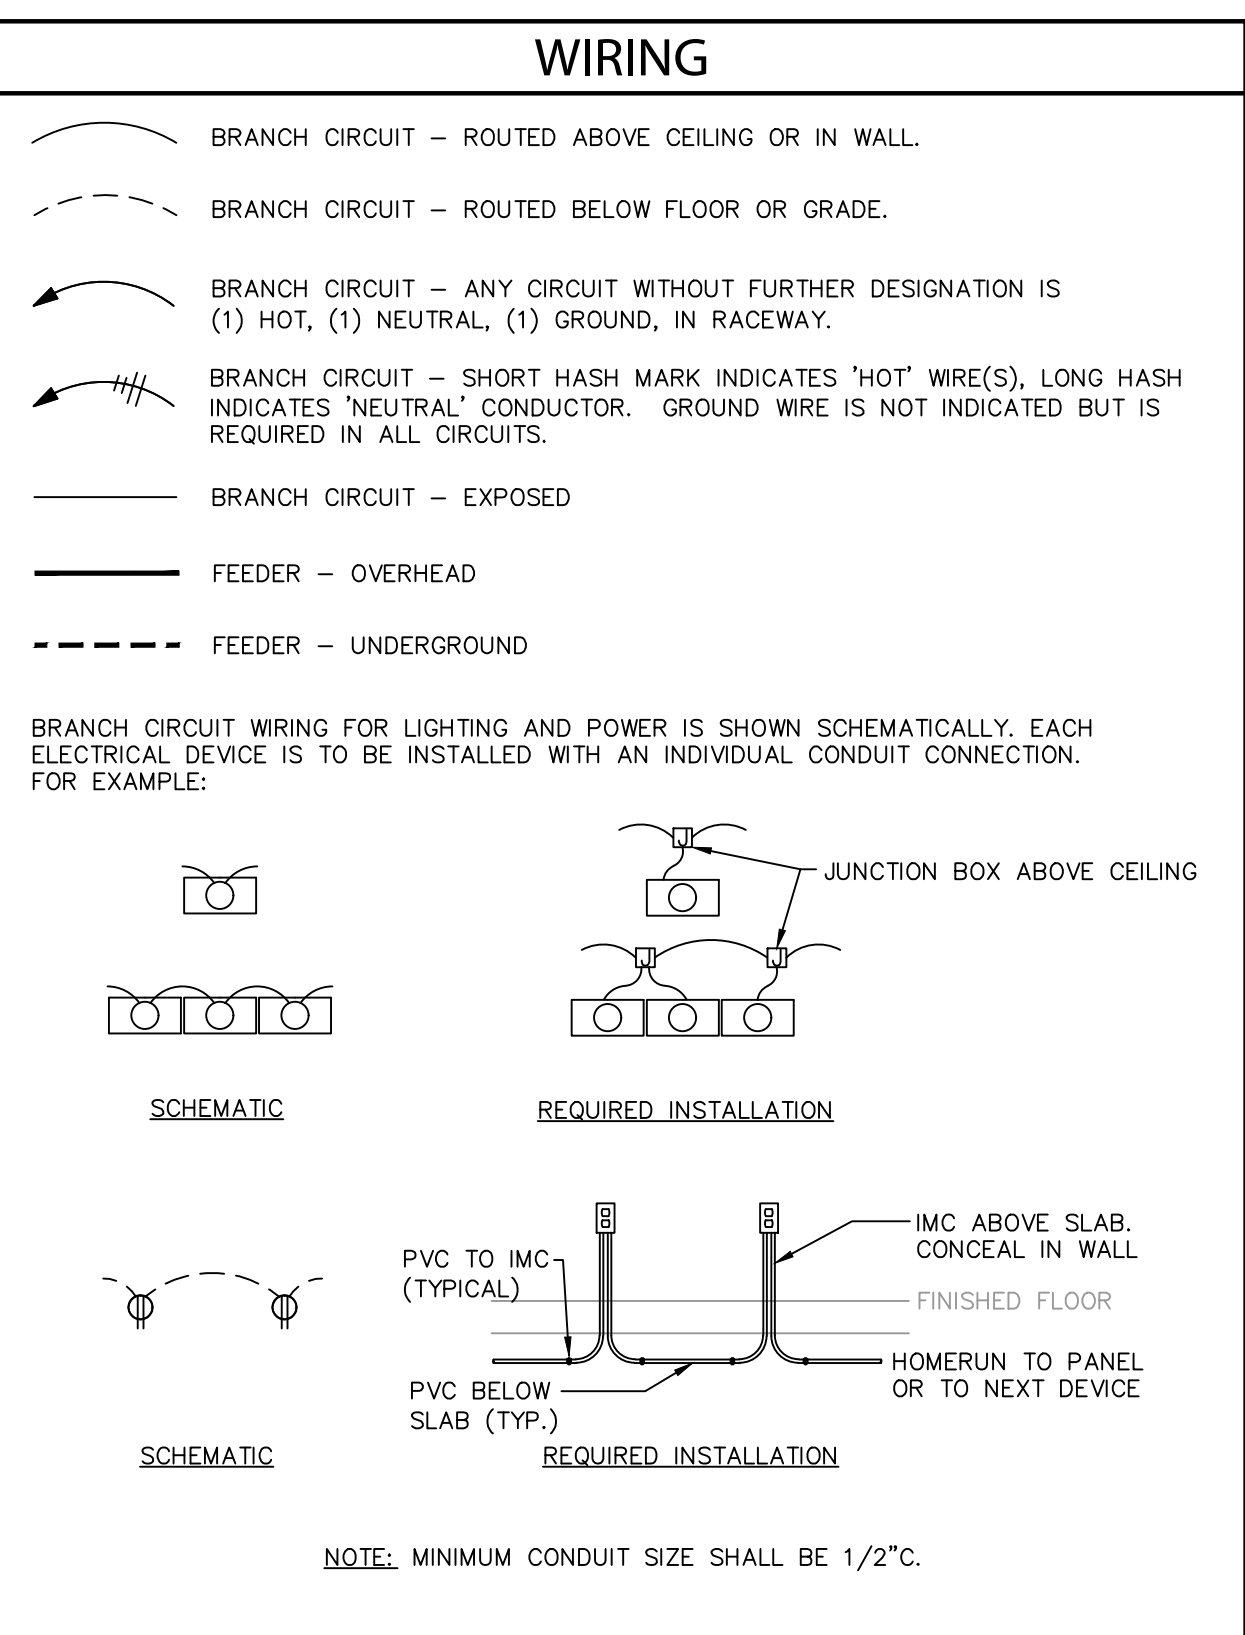 WIRING
BRANCH CIRCUIT – ROUTED ABOVE CEILING OR IN WALL.
BRANCH CIRCUIT – ROUTED BELOW FLOOR OR GRADE.
BRANCH CIRCUIT – ANY CIRCUIT WITHOUT FURTHER DESIGNATION IS
(1) HOT, (1) NEUTRAL, (1) GROUND, IN RACEWAY.
BRANCH CIRCUIT – SHORT HASH MARK INDICATES 'HOT' WIRE(S), LONG HASH
INDICATES 'NEUTRAL' CONDUCTOR. GROUND WIRE IS NOT INDICATED BUT IS
REQUIRED IN ALL CIRCUITS.
BRANCH CIRCUIT – EXPOSED
FEEDER – OVERHEAD
FEEDER – UNDERGROUND
BRANCH CIRCUIT WIRING FOR LIGHTING AND POWER IS SHOWN SCHEMATICALLY. EACH
ELECTRICAL DEVICE IS TO BE INSTALLED WITH AN INDIVIDUAL CONDUIT CONNECTION.
FOR EXAMPLE:
J
JUNCTION BOX ABOVE CEILING
J J
SCHEMATIC
REQUIRED INSTALLATION
IMC ABOVE SLAB.
CONCEAL IN WALL
PVC TO IMC
(TYPICAL)
FINISHED FLOOR
HOMERUN TO PANEL
OR TO NEXT DEVICE
PVC BELOW
SLAB (TYP.)
SCHEMATIC
REQUIRED INSTALLATION
NOTE: MINIMUM CONDUIT SIZE SHALL BE 1/2"C.